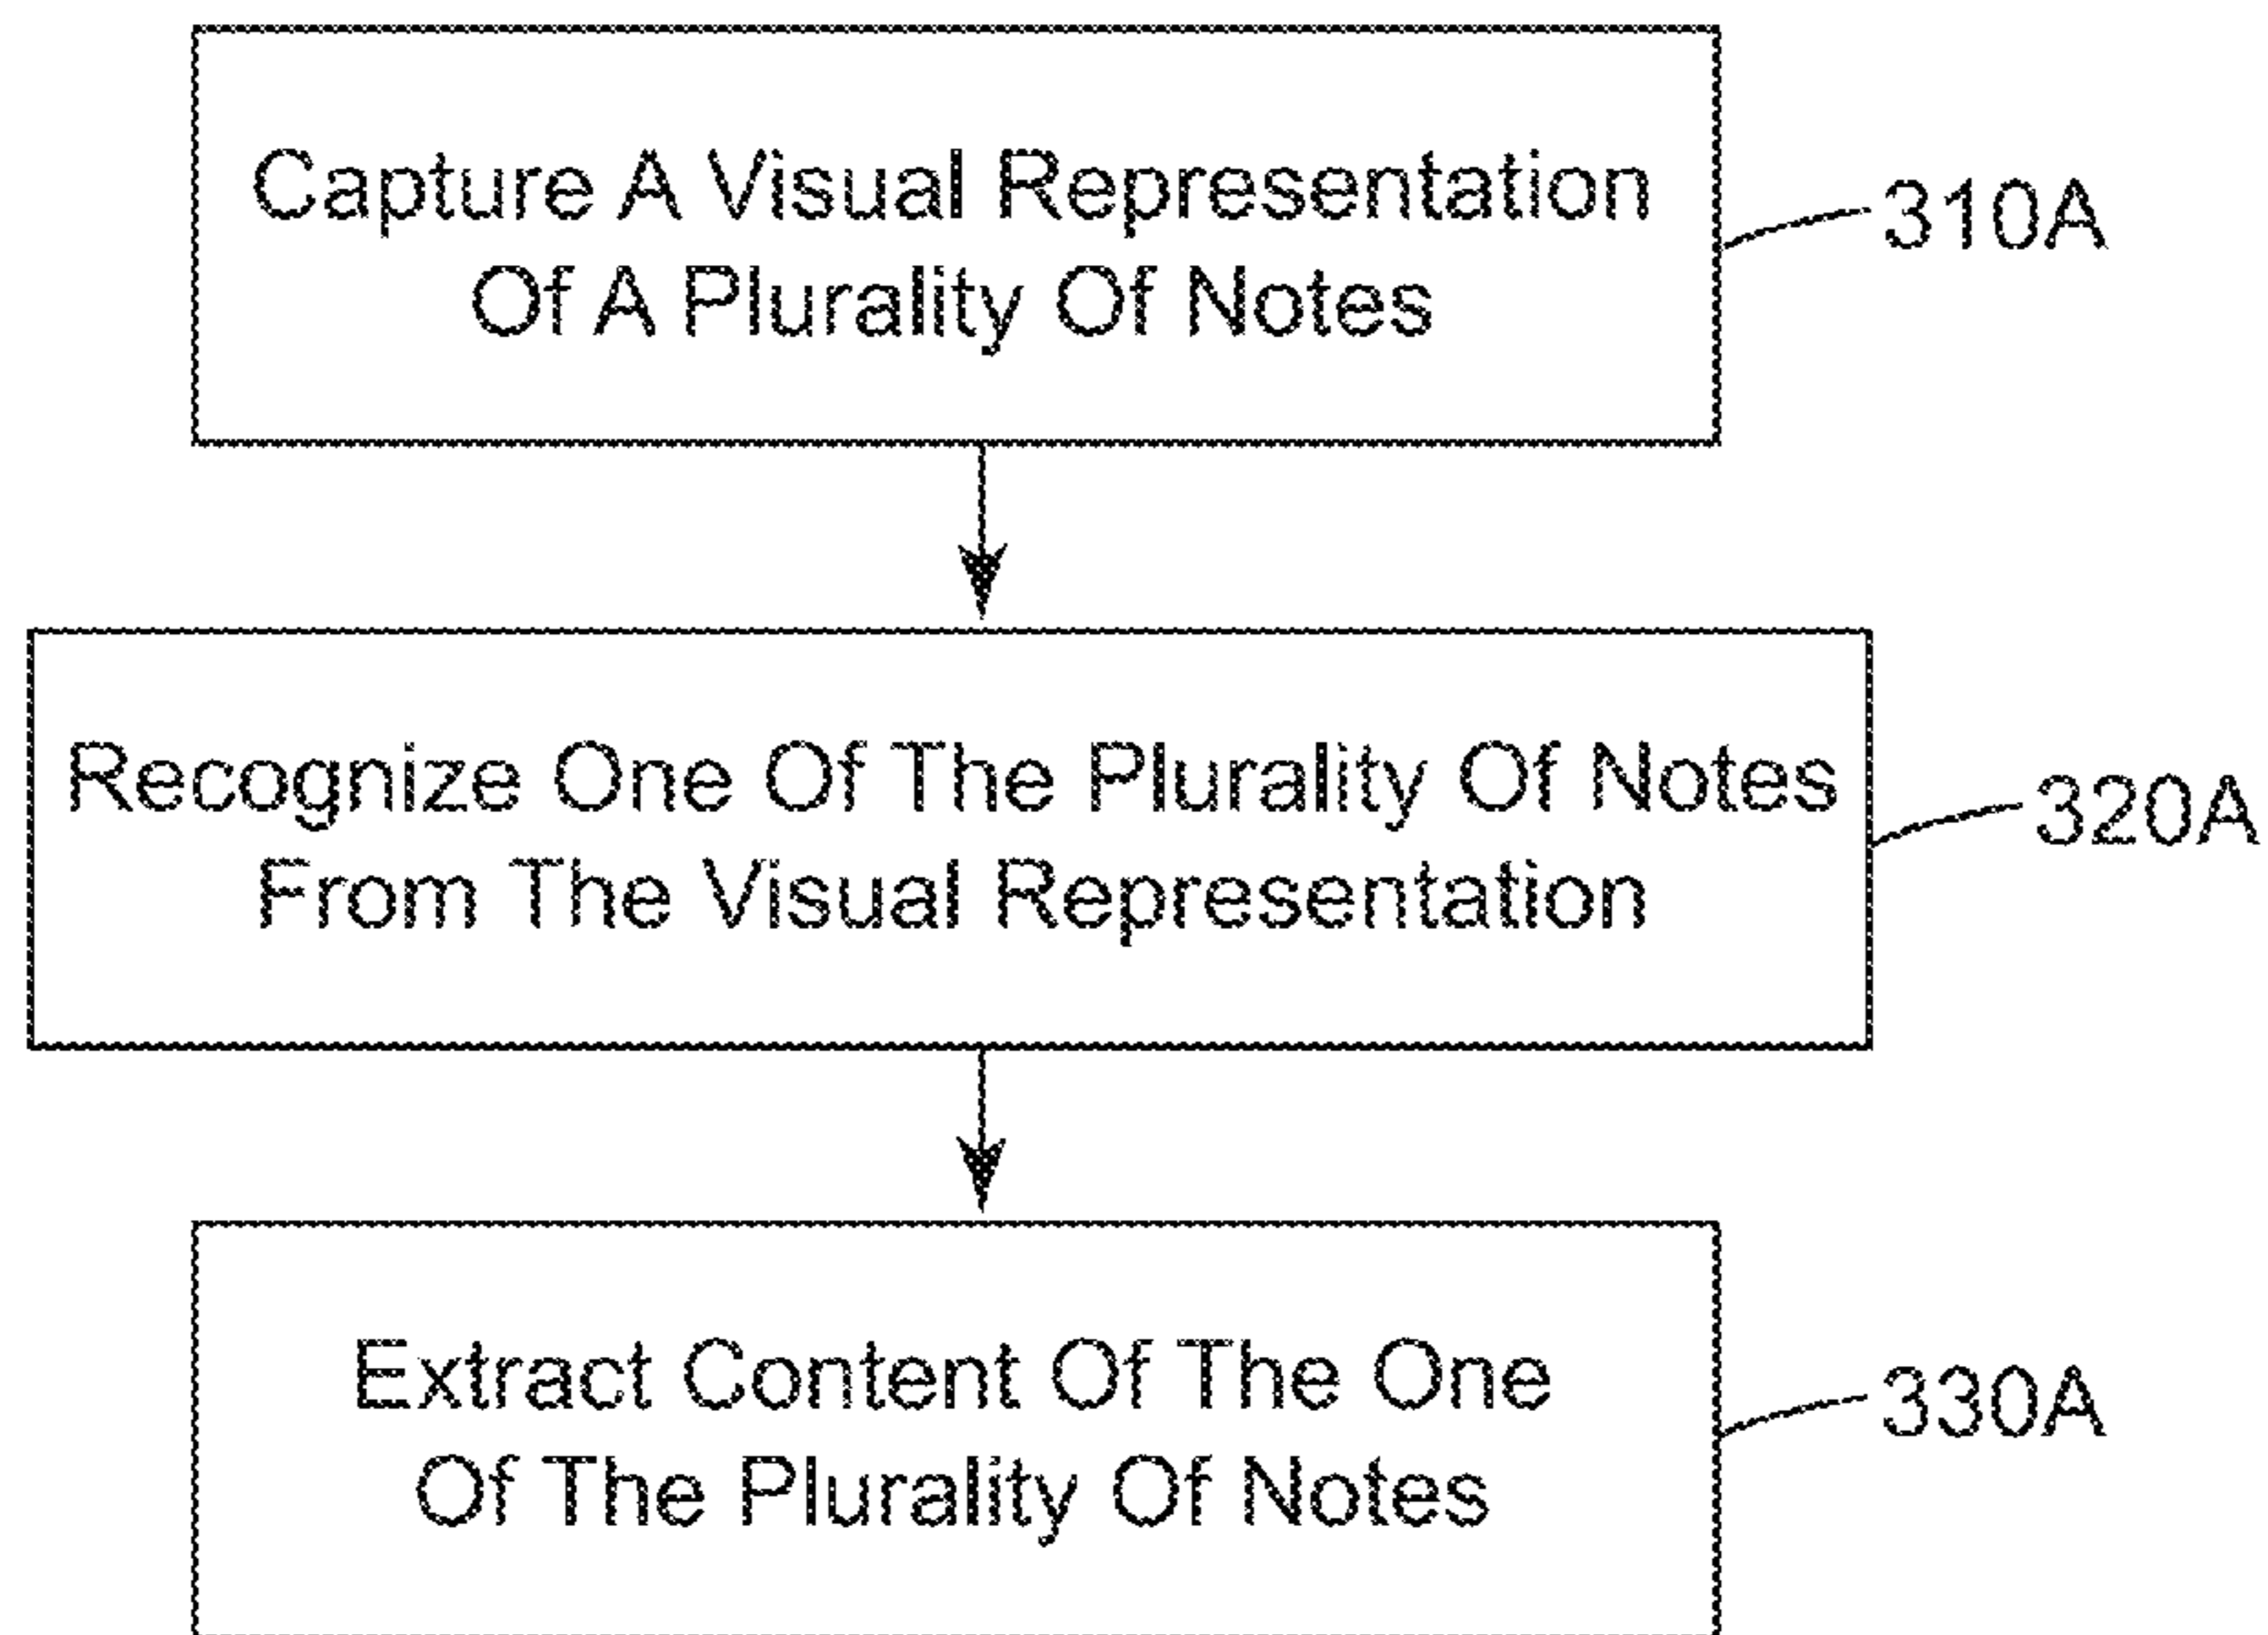 Capture A Visual Representation
Of A Plurality Of Notes
310A
Recognize One Of The Plurality Of Notes
From The Visual Representation
320A
Extract Content Of The One
Of The Plurality Of Notes
330A